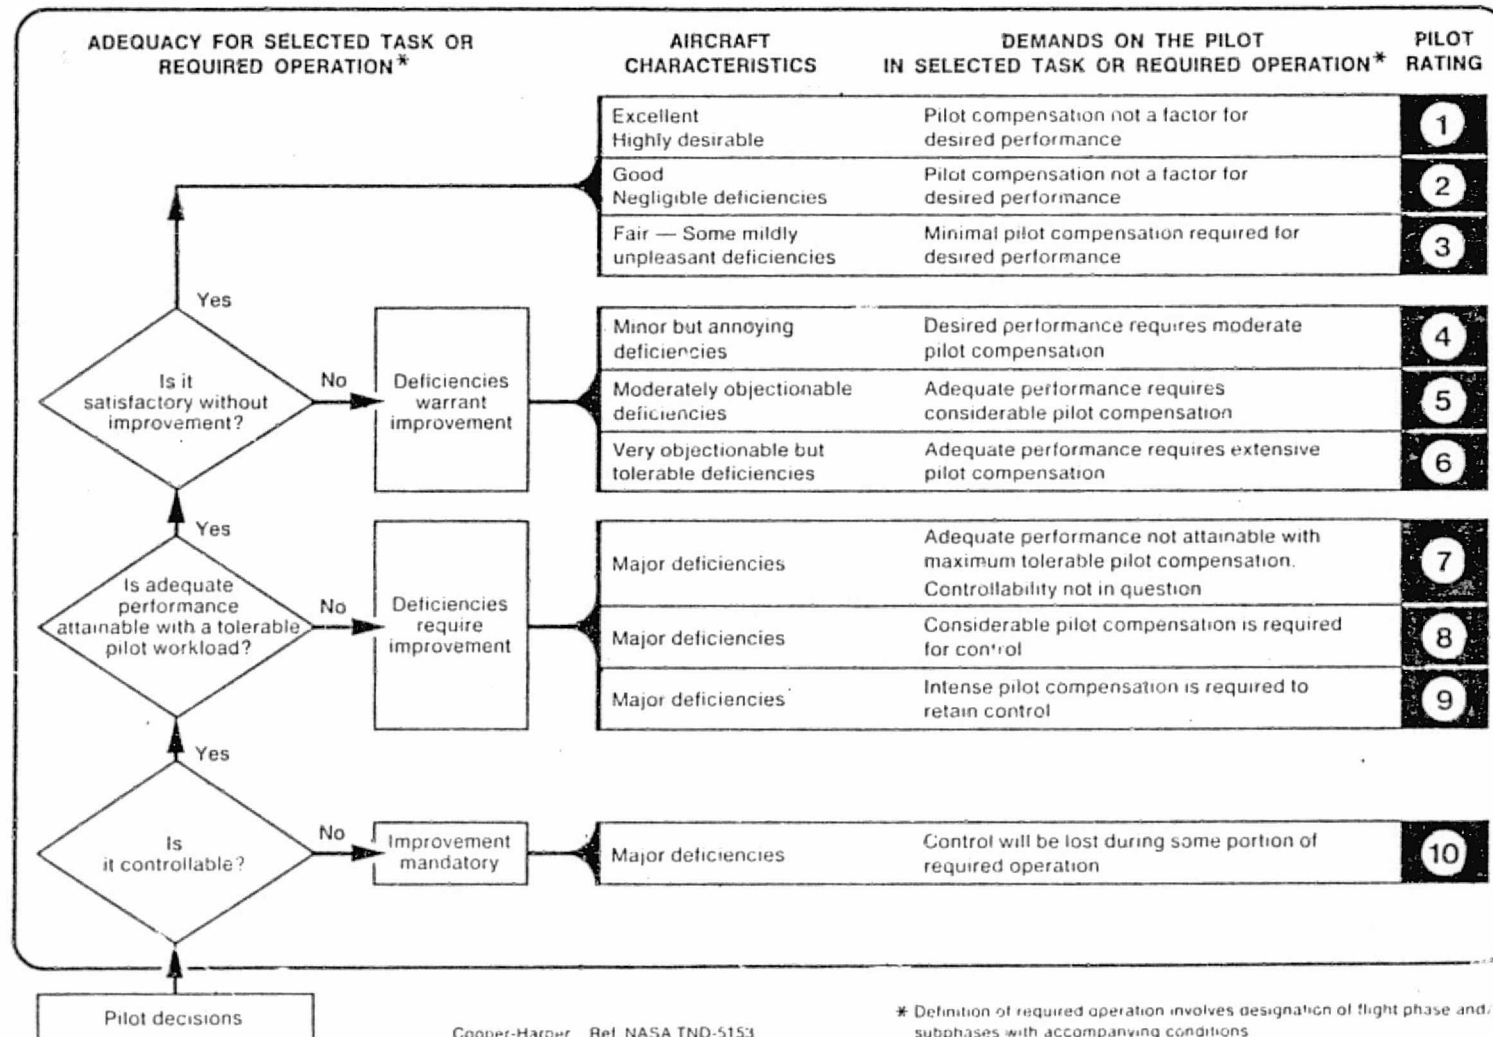 ADEQUACY FOR SELECTED TASK OR
REQUIRED OPERATION*
AIRCRAFT
CHARACTERISTICS
DEMANDS ON THE PILOT
IN SELECTED TASK OR REQUIRED OPERATION*
PILOT
RATING
Excellent
Highly desirable
Pilot compensation not a factor for
desired performance
1
Good
Negligible deficiencies
Pilot compensation not a factor for
desired performance
2
Fair — Some mildly
unpleasant deficiencies
Minimal pilot compensation required for
desired performance
3
Yes
Is it
satisfactory without
improvement?
No
Deficiencies
warrant
improvement
Minor but annoying
deficiencies
Desired performance requires moderate
pilot compensation
4
Moderately objectionable
deficiencies
Adequate performance requires
considerable pilot compensation
5
Very objectionable but
tolerable deficiencies
Adequate performance requires extensive
pilot compensation
6
Yes
Is adequate
performance
attainable with a tolerable
pilot workload?
No
Deficiencies
require
improvement
Major deficiencies
Adequate performance not attainable with
maximum tolerable pilot compensation.
Controllability not in question
7
Major deficiencies
Considerable pilot compensation is required
for control
8
Major deficiencies
Intense pilot compensation is required to
retain control
9
Yes
Is
it controllable?
No
Improvement
mandatory
Major deficiencies
Control will be lost during some portion of
required operation
10
Pilot decisions
Cooper-Harper Ref. NASA TND-5153
* Definition of required operation involves designation of flight phase and/
subphases with accompanying conditions